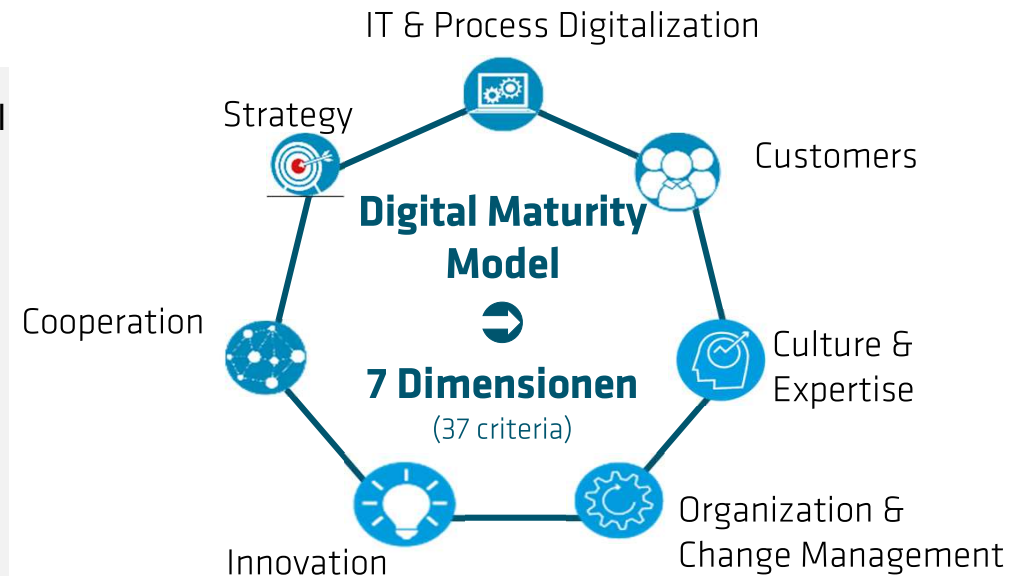 IT & Process Digitalization
Strategy
Customers
Digital Maturity
Model
Cooperation
Culture &
Expertise
7 Dimensionen
(37 criteria)
Organization &
Change Management
Innovation